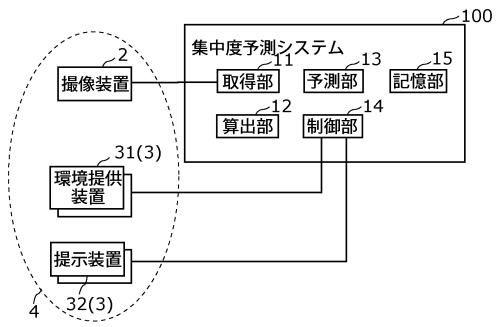 100
集中度予測システム
2
11
13
15
撮像装置
取得部
予測部
記憶部
12
14
算出部
制御部
31(3)
環境提供
装置
提示装置
4
32(3)